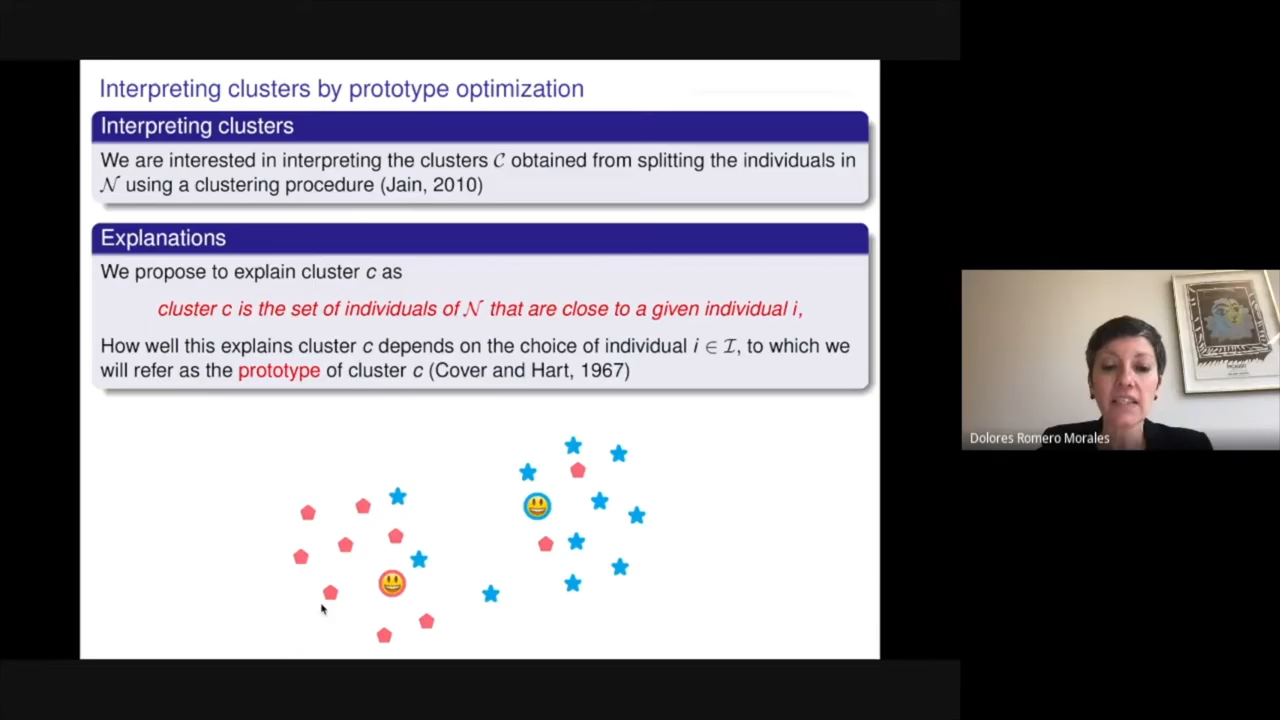 Interpreting clusters by prototype optimization
Interpreting clusters
We are interested in interpreting the clusters 𝒞 obtained from splitting the individuals in
𝒩 using a clustering procedure (Jain, 2010)
Explanations
We propose to explain cluster c as
cluster c is the set of individuals of 𝒩 that are close to a given individual i,
How well this explains cluster c depends on the choice of individual i ∈ ℐ, to which we
will refer as the prototype of cluster c (Cover and Hart, 1967)
Dolores Romero Morales